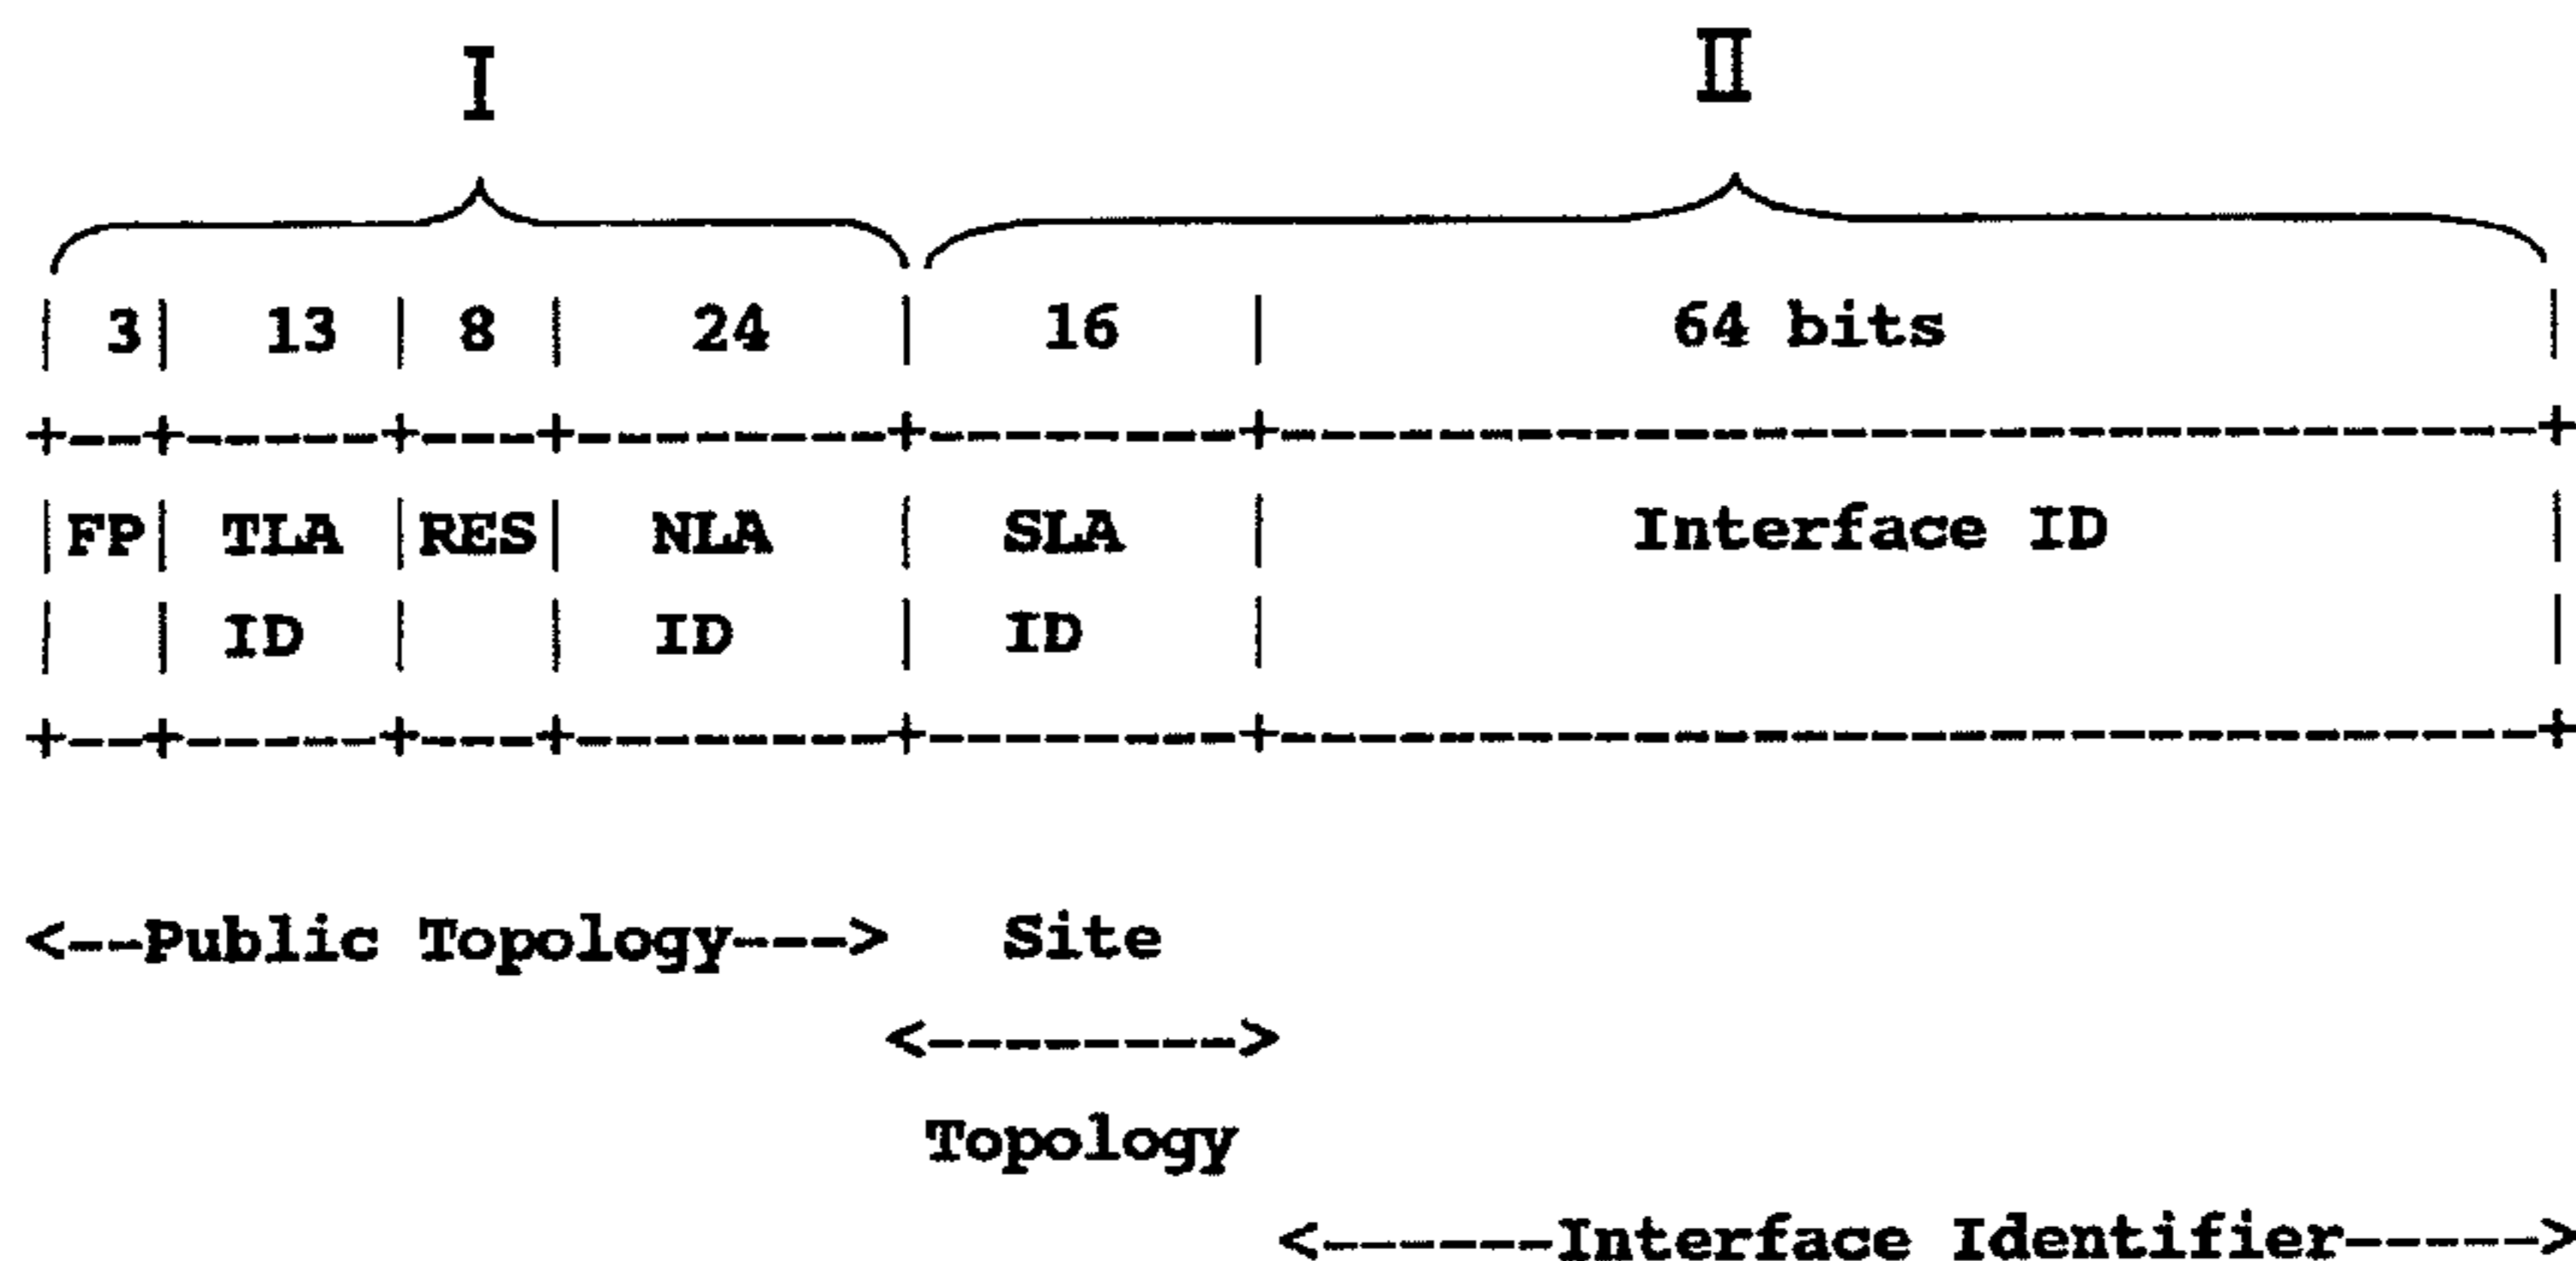 I II
| 3| 13 | 8 | 24 | 16 | 64 bits |
+--+-----+----+--------+--------+--------------------------------+
|FP| TLA |RES| NLA | SLA | Interface ID |
| | ID | | ID | ID | |
+--+-----+----+--------+--------+--------------------------------+
<--Public Topology---> Site
<-------->
Topology
<------Interface Identifier----->